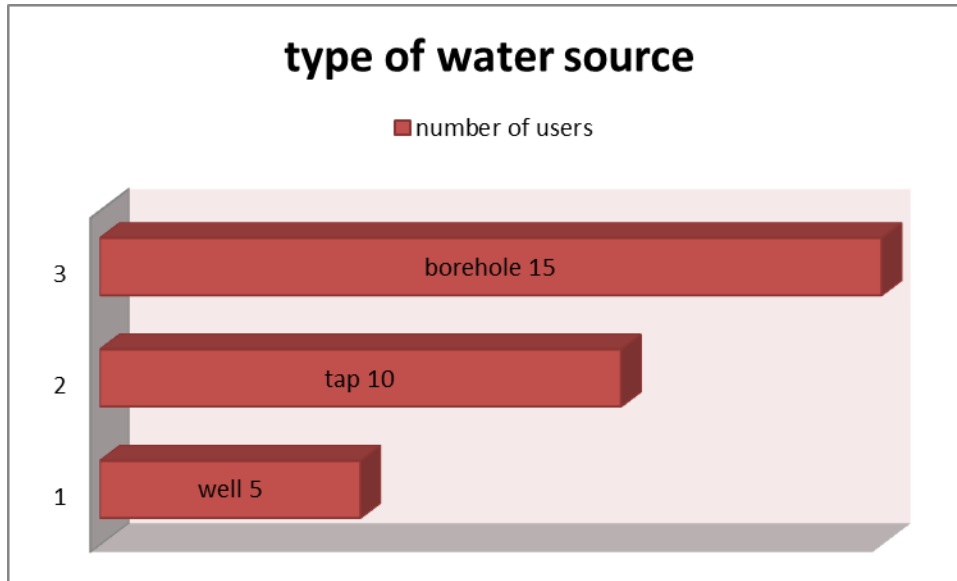 type of water source
number of users
3
borehole 15
2
tap 10
1
well 5